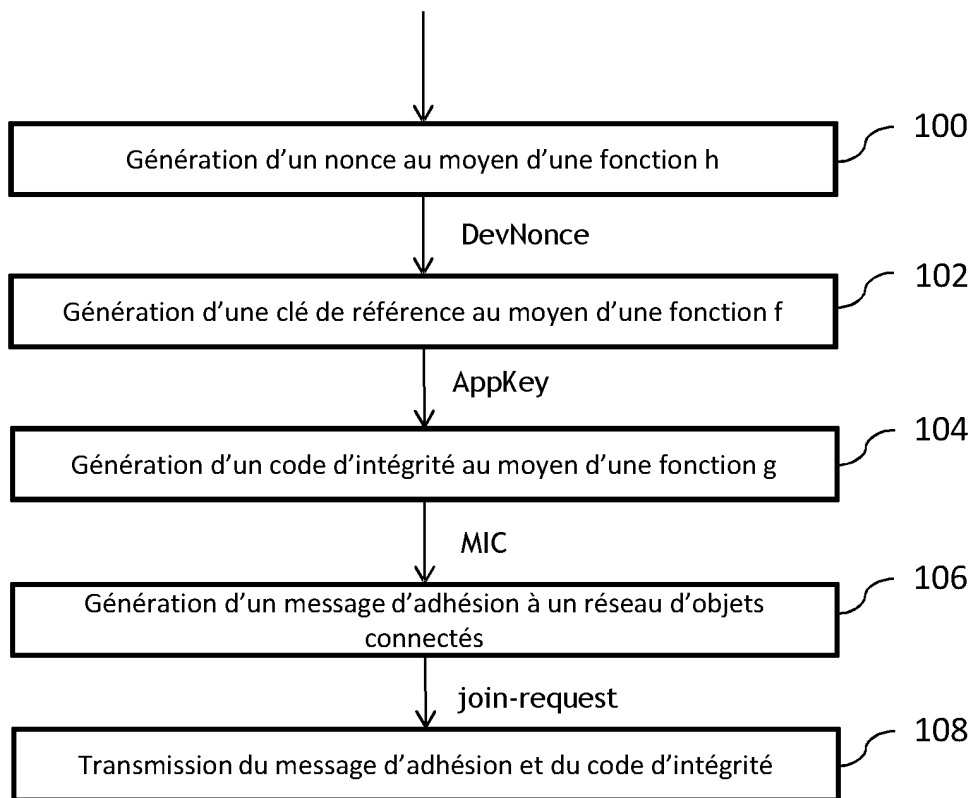 100
Génération d'un nonce au moyen d'une fonction h
DevNonce
102
Génération d'une clé de référence au moyen d'une fonction f
AppKey
104
Génération d'un code d'intégrité au moyen d'une fonction g
MIC
106
Génération d'un message d'adhésion à un réseau d'objets
connectés
join-request
108
Transmission du message d'adhésion et du code d'intégrité